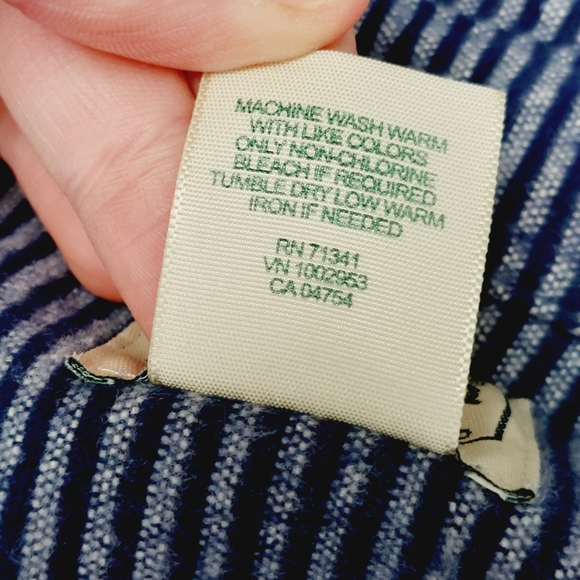 MACHINE WASH WARM
WITH LIKE COLORS
ONLY NON-CHLORINE
BLEACH IF REQUIRED
TUMBLE DRY LOW WARM
IRON IF NEEDED
RN 71341
VN 1002953
CA 04754